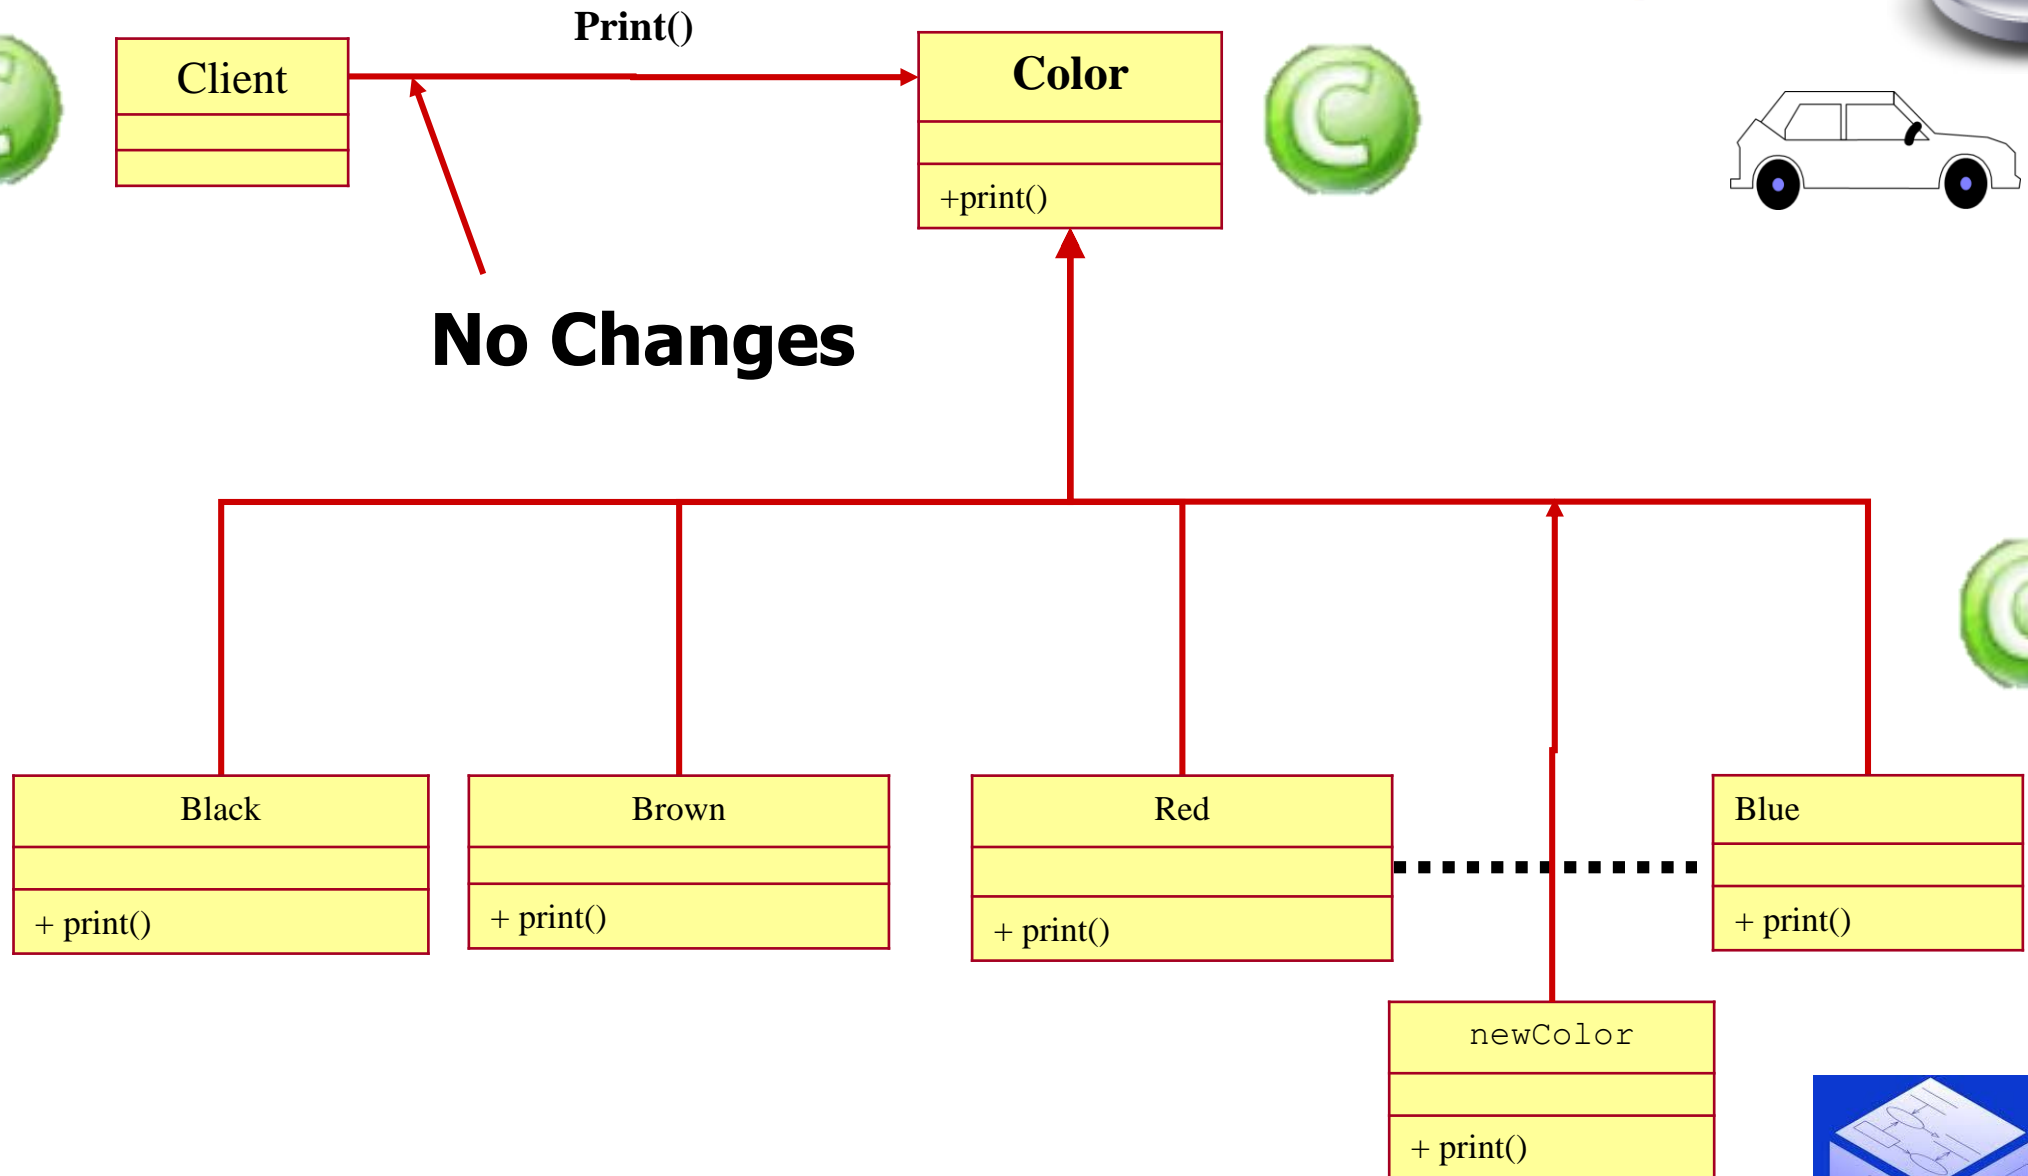 Print()
Client
Color
+print()
No Changes
Black
Brown
Red
Blue
+ print()
+ print()
+ print()
+ print()
newColor
+ print()